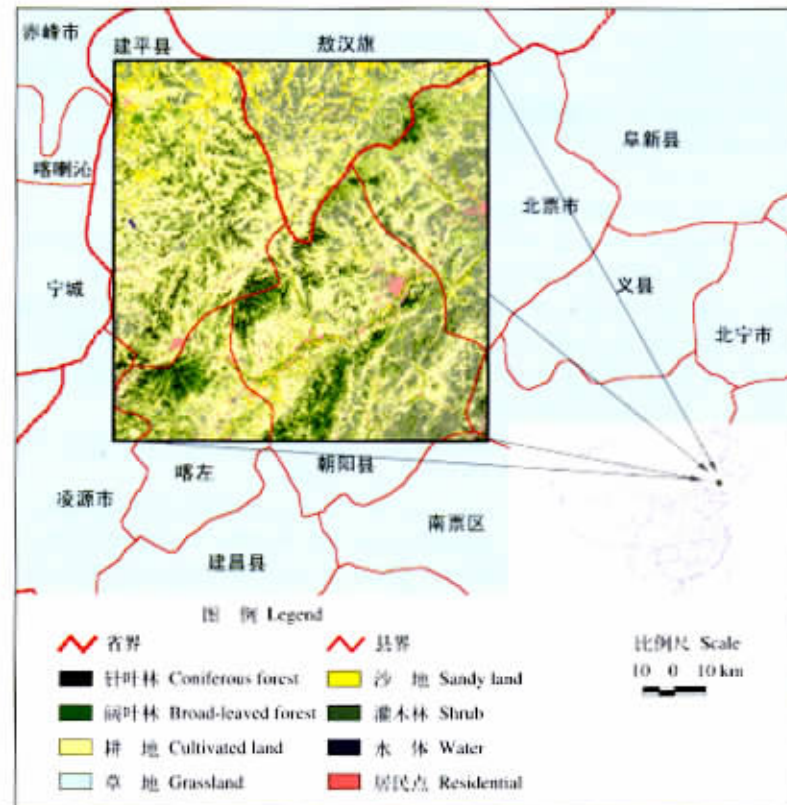 赤峰市
建平县
敖汉旗
喀喇沁
阜新县
北票市
宁城
义县
北宁市
凌源市
喀左
朝阳县
南票区
建昌县
图 例 Legend
省界
县界
比例尺 Scale
针叶林 Coniferous forest
沙 地 Sandy land
10 0 10 km
阔叶林 Broad-leaved forest
灌木林 Shrub
耕 地 Cultivated land
水 体 Water
草 地 Grassland
居民点 Residential